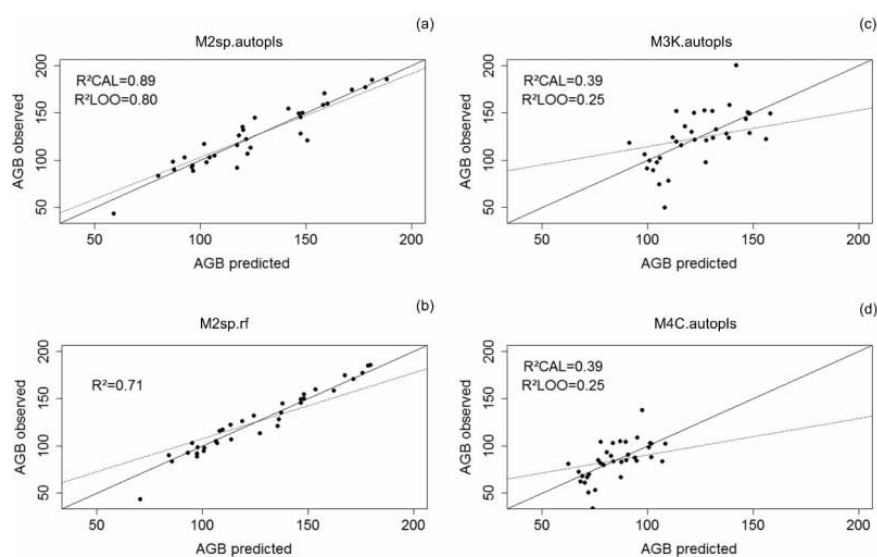 (a)
M2sp.autopls
R²CAL=0.89
R²LOO=0.80
AGB observed
50
100
150
200
50
100
150
200
AGB predicted
(c)
M3K.autopls
R²CAL=0.39
R²LOO=0.25
AGB observed
50
100
150
200
50
100
150
200
AGB predicted
(b)
M2sp.rf
R²=0.71
AGB observed
50
100
150
200
50
100
150
200
AGB predicted
(d)
M4C.autopls
R²CAL=0.39
R²LOO=0.25
AGB observed
50
100
150
200
50
100
150
200
AGB predicted